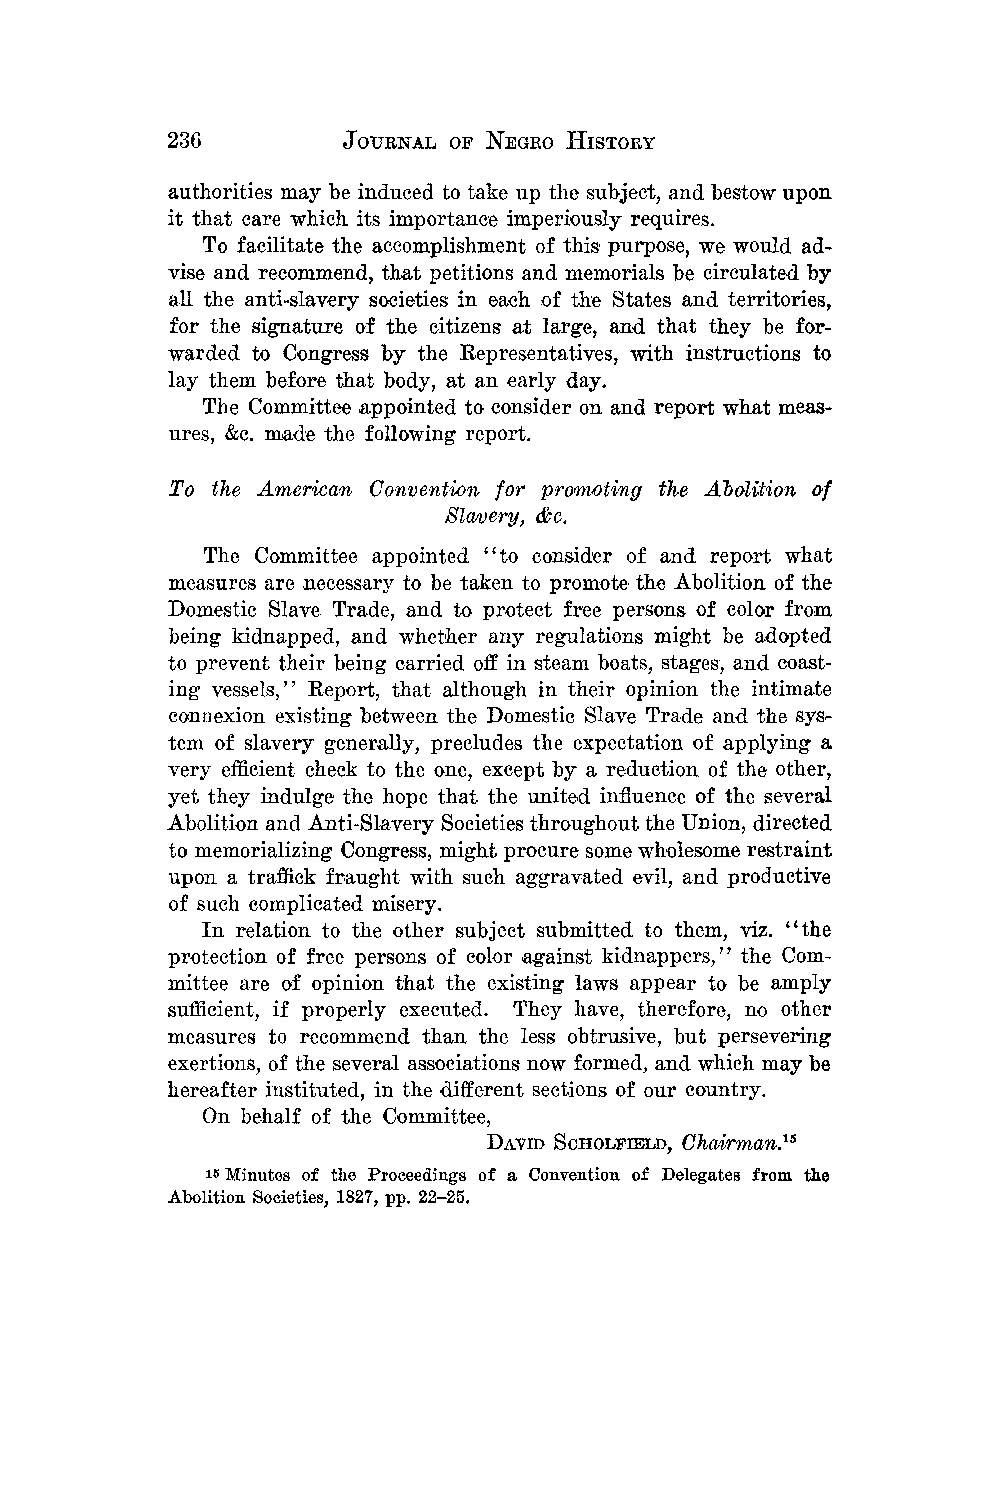 236 JOURNAL OF NEGRO HISTORY
authorities may be induced to take up the subject, and bestow upon
it that care which its importance imperiously requires.
To facilitate the accomplishment of this purpose, we would ad-
vise and recommend, that petitions and memorials be circulated by
all the anti-slavery societies in each of the States and territories,
for the signature of the citizens at large, and that they be for-
warded to Congress by the Representatives, with instructions to
lay them before that body, at an early day.
The Committee appointed to consider on and report what meas-
ures, &c. made the following report.
To the American Convention for promoting the Abolition of
Slavery, &c.
The Committee appointed "to consider of and report what
measures are necessary to be taken to promote the Abolition of the
Domestic Slave Trade, and to protect free persons of color from
being kidnapped, and whether any regulations might be adopted
to prevent their being carried off in steam boats, stages, and coast-
ing vessels," Report, that although in their opinion the intimate
connexion existing between the Domestic Slave Trade and the sys-
tem of slavery generally, precludes the expectation of applying a
very efficient check to the one, except by a reduction of the other,
yet they indulge the hope that the united influence of the several
Abolition and Anti-Slavery Societies throughout the Union, directed
to memorializing Congress, might procure some wholesome restraint
upon a traffick fraught with such aggravated evil, and productive
of such complicated misery.
In relation to the other subject submitted to them, viz. "the
protection of free persons of color against kidnappers," the Com-
mittee are of opinion that the existing laws appear to be amply
sufficient, if properly executed. They have, therefore, no other
measures to recommend than the less obtrusive, but persevering
exertions, of the several associations now formed, and which may be
hereafter instituted, in the different sections of our country.
On behalf of the Committee,
DAVID SCHOLFIELD, Chairman.15
15 Minutes of the Proceedings of a Convention of Delegates from the
Abolition Societies, 1827, pp. 22–25.